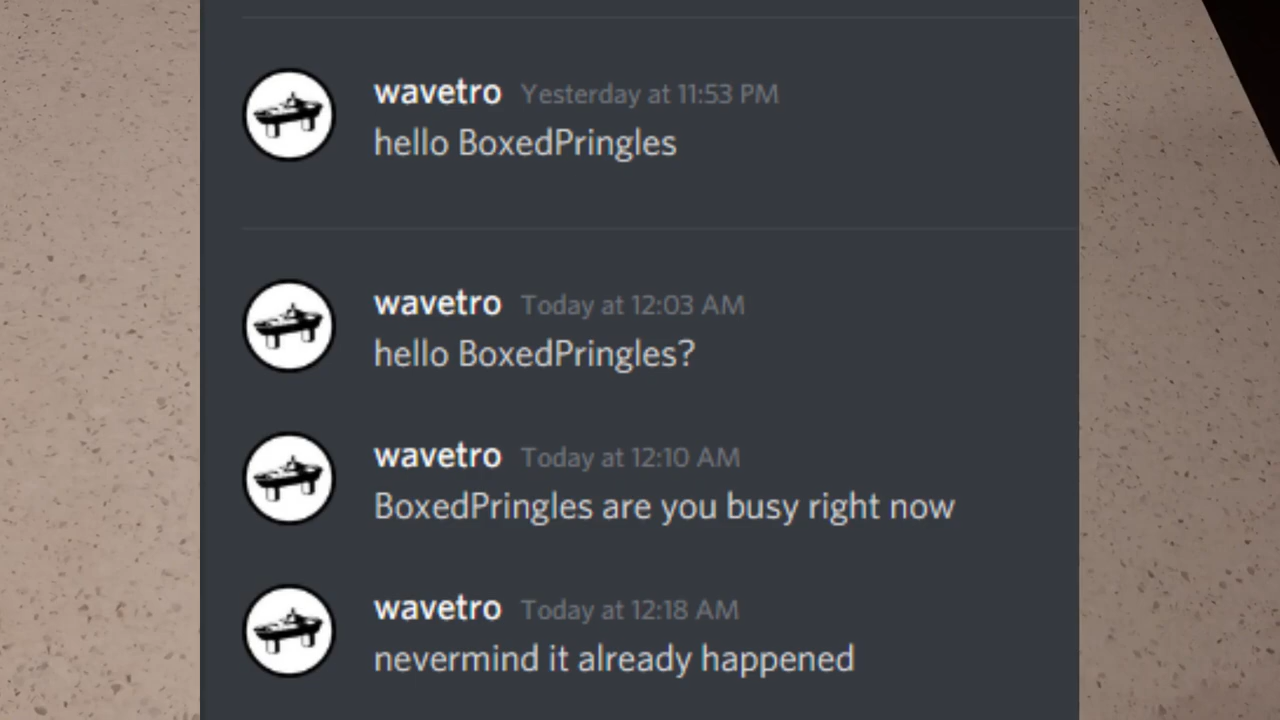 wavetro Yesterday at 11:53 PM
hello BoxedPringles
wavetro Today at 12:03 AM
hello BoxedPringles?
wavetro Today at 12:10 AM
BoxedPringles are you busy right now
wavetro Today at 12:18 AM
nevermind it already happened